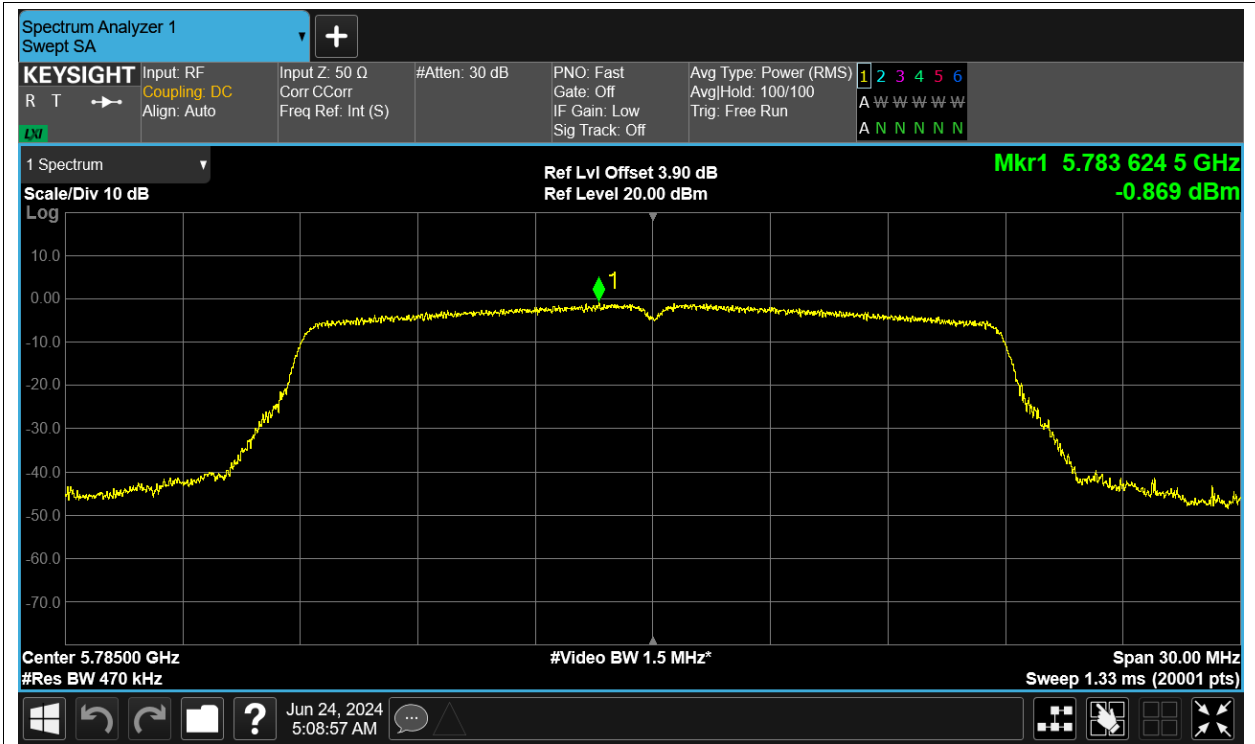 Spectrum Analyzer 1
Swept SA
KEYSIGHT
R T
LXI
Input: RF
Coupling: DC
Align: Auto
Input Z: 50 Ω
Corr CCorr
Freq Ref: Int (S)
#Atten: 30 dB
PNO: Fast
Gate: Off
IF Gain: Low
Sig Track: Off
Avg Type: Power (RMS)
Avg|Hold: 100/100
Trig: Free Run
1 2 3 4 5 6
A W W W W W
A N N N N N
1 Spectrum
Scale/Div 10 dB
Log
Ref Lvl Offset 3.90 dB
Ref Level 20.00 dBm
Mkr1 5.783 624 5 GHz
-0.869 dBm
1
10.0
0.00
-10.0
-20.0
-30.0
-40.0
-50.0
-60.0
-70.0
Center 5.78500 GHz
#Res BW 470 kHz
#Video BW 1.5 MHz*
Span 30.00 MHz
Sweep 1.33 ms (20001 pts)
?
Jun 24, 2024
5:08:57 AM